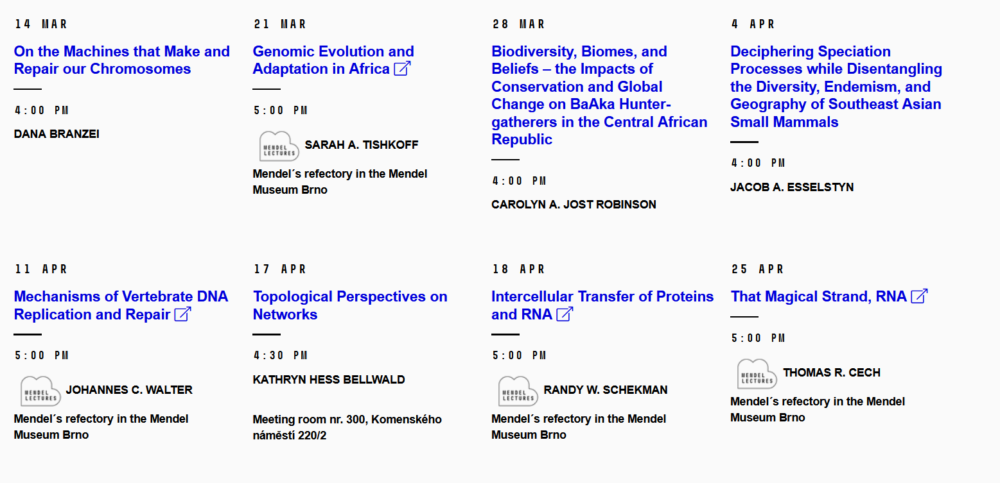 14 MAR
On the Machines that Make and
Repair our Chromosomes
4:00 PM
DANA BRANZEI
21 MAR
Genomic Evolution and
Adaptation in Africa
5:00 PM
MENDEL
LECTURES
SARAH A. TISHKOFF
Mendel´s refectory in the Mendel
Museum Brno
28 MAR
Biodiversity, Biomes, and
Beliefs – the Impacts of
Conservation and Global
Change on BaAka Hunter-
gatherers in the Central African
Republic
4:00 PM
CAROLYN A. JOST ROBINSON
4 APR
Deciphering Speciation
Processes while Disentangling
the Diversity, Endemism, and
Geography of Southeast Asian
Small Mammals
4:00 PM
JACOB A. ESSELSTYN
11 APR
Mechanisms of Vertebrate DNA
Replication and Repair
5:00 PM
MENDEL
LECTURES
JOHANNES C. WALTER
Mendel´s refectory in the Mendel
Museum Brno
17 APR
Topological Perspectives on
Networks
4:30 PM
KATHRYN HESS BELLWALD
Meeting room nr. 300, Komenského
náměstí 220/2
18 APR
Intercellular Transfer of Proteins
and RNA
5:00 PM
MENDEL
LECTURES
RANDY W. SCHEKMAN
Mendel´s refectory in the Mendel
Museum Brno
25 APR
That Magical Strand, RNA
5:00 PM
MENDEL
LECTURES
THOMAS R. CECH
Mendel´s refectory in the Mendel
Museum Brno